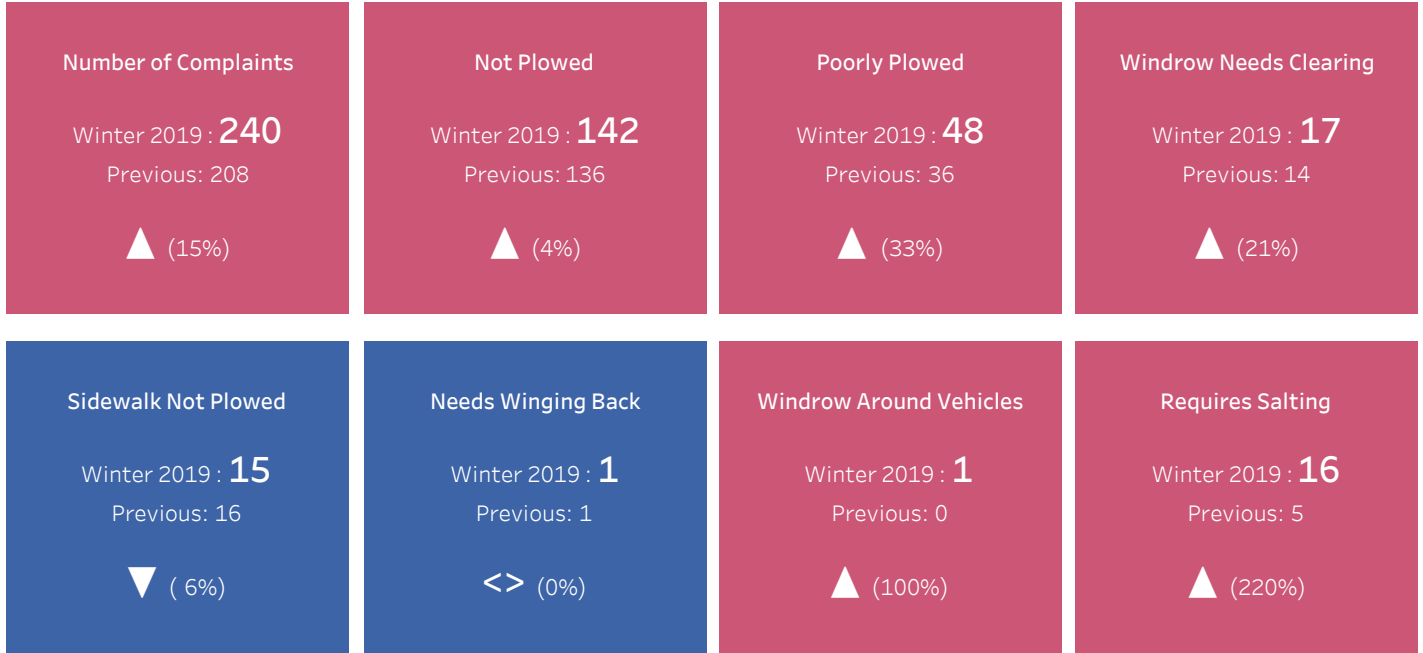 Number of Complaints
Winter 2019 : 240
Previous: 208
▲ (15%)
Not Plowed
Winter 2019 : 142
Previous: 136
▲ (4%)
Poorly Plowed
Winter 2019 : 48
Previous: 36
▲ (33%)
Windrow Needs Clearing
Winter 2019 : 17
Previous: 14
▲ (21%)
Sidewalk Not Plowed
Winter 2019 : 15
Previous: 16
▼ ( 6%)
Needs Winging Back
Winter 2019 : 1
Previous: 1
<> (0%)
Windrow Around Vehicles
Winter 2019 : 1
Previous: 0
▲ (100%)
Requires Salting
Winter 2019 : 16
Previous: 5
▲ (220%)